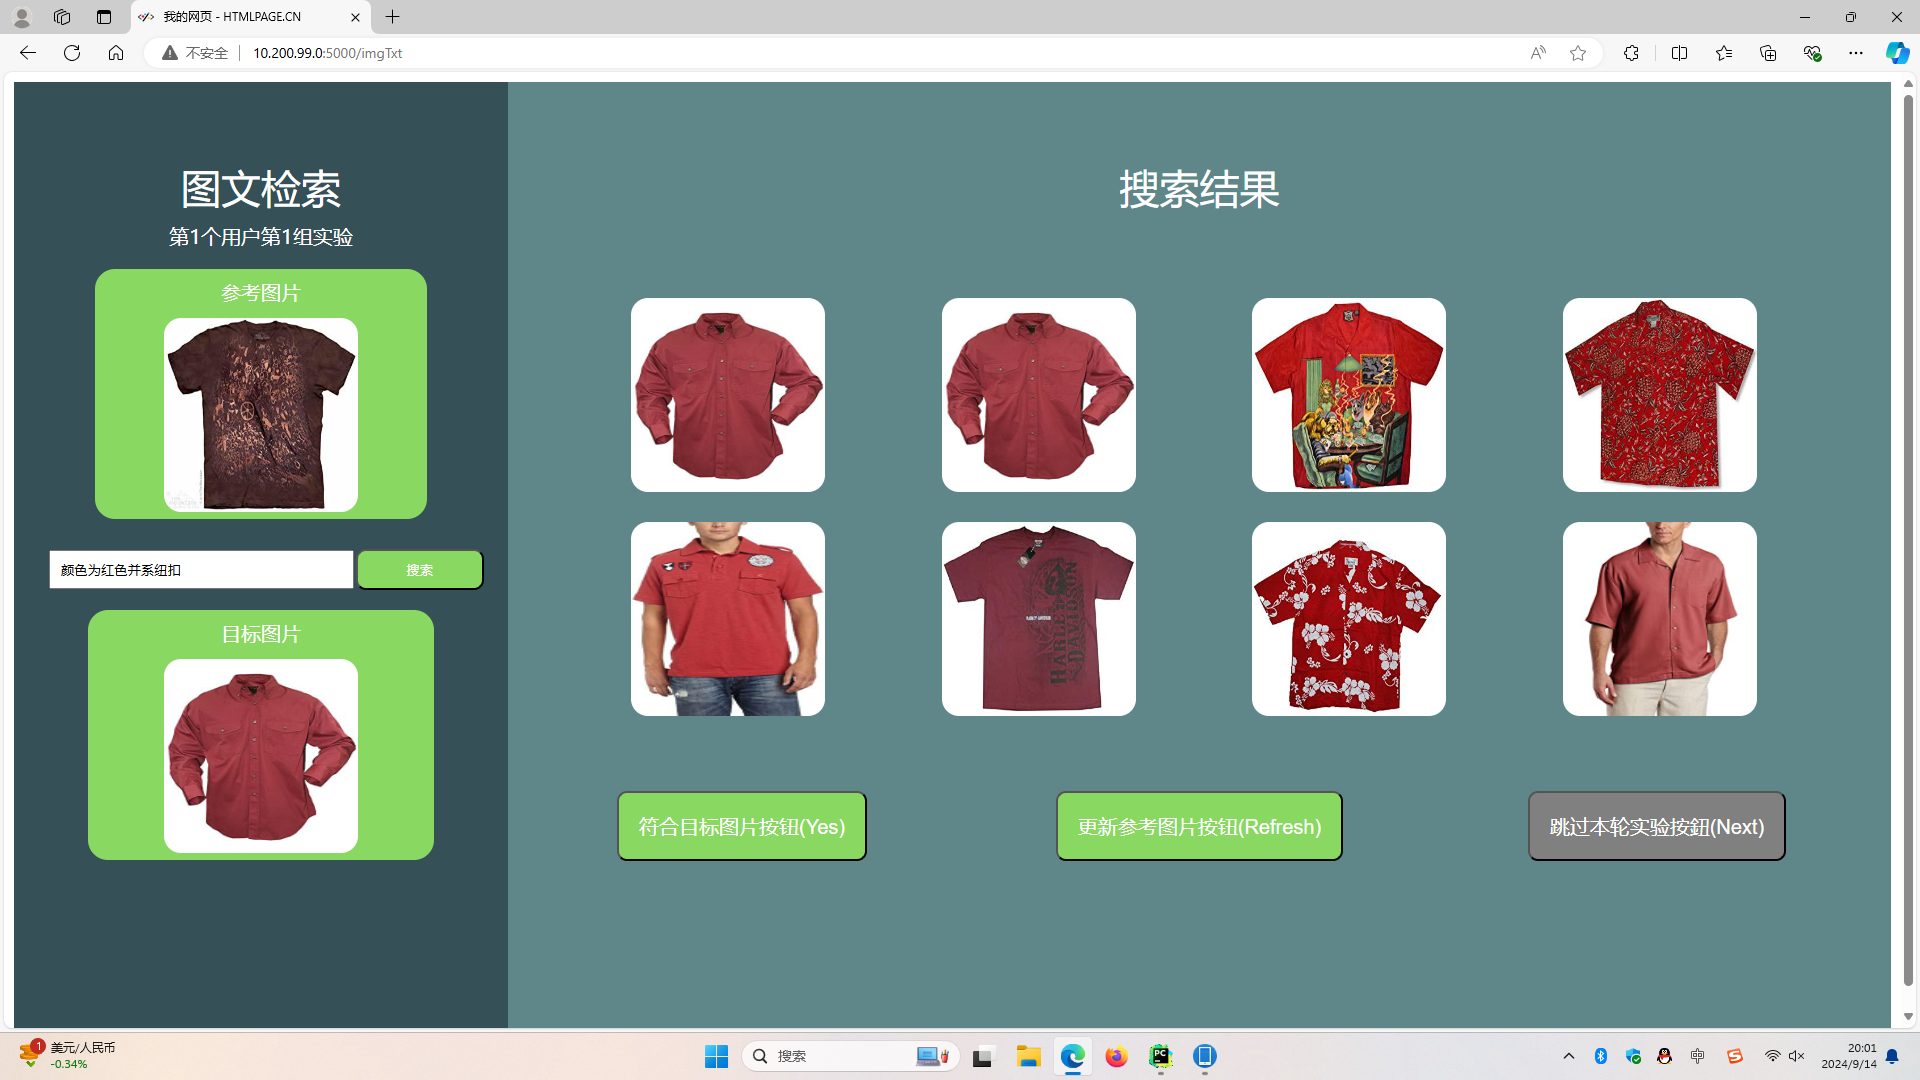 我的网页 - HTMLPAGE.CN
不安全
10.200.99.0:5000/imgTxt
图文检索
第1个用户第1组实验
参考图片
颜色为红色并系纽扣
搜索
目标图片
搜索结果
HARLEY-DAVIDSON
符合目标图片按钮(Yes)
更新参考图片按钮(Refresh)
跳过本轮实验按鈕(Next)
1
美元/人民币
-0.34%
搜索
PC
中
20:01
2024/9/14